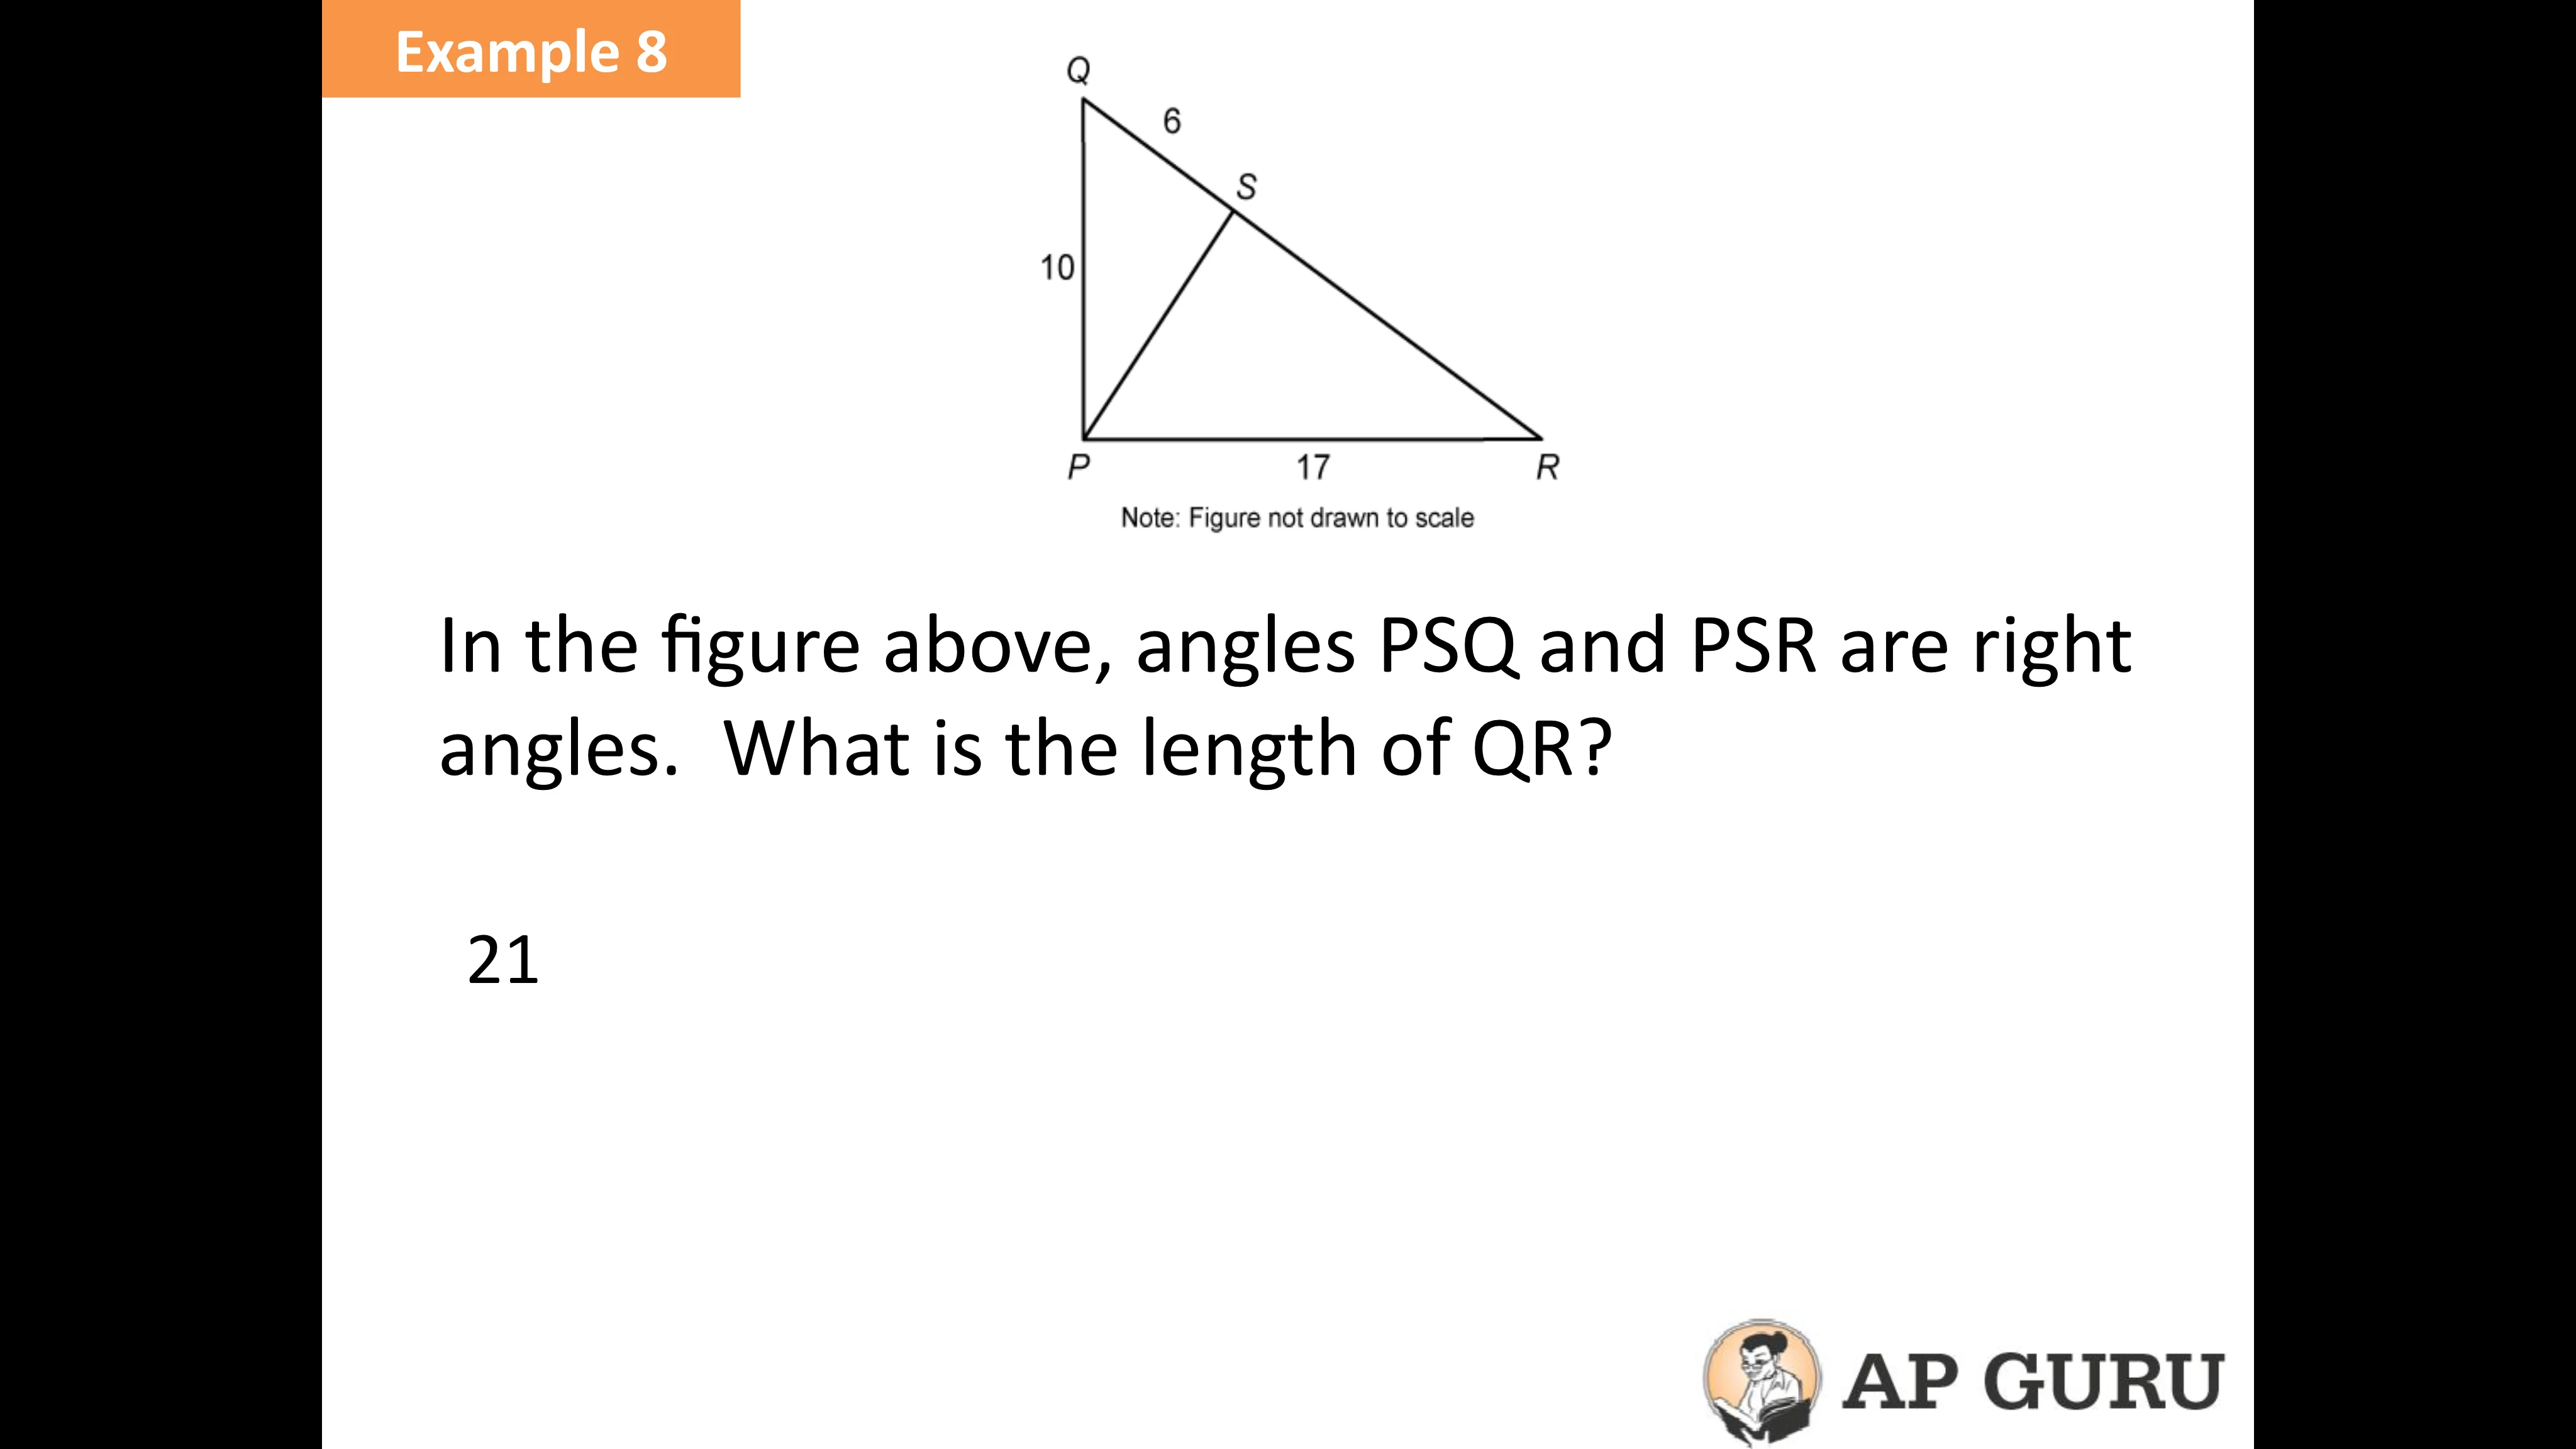 Example 8
Q
6
S
10
P
17
R
Note: Figure not drawn to scale
In the figure above, angles PSQ and PSR are right
angles.  What is the length of QR?
21
AP GURU